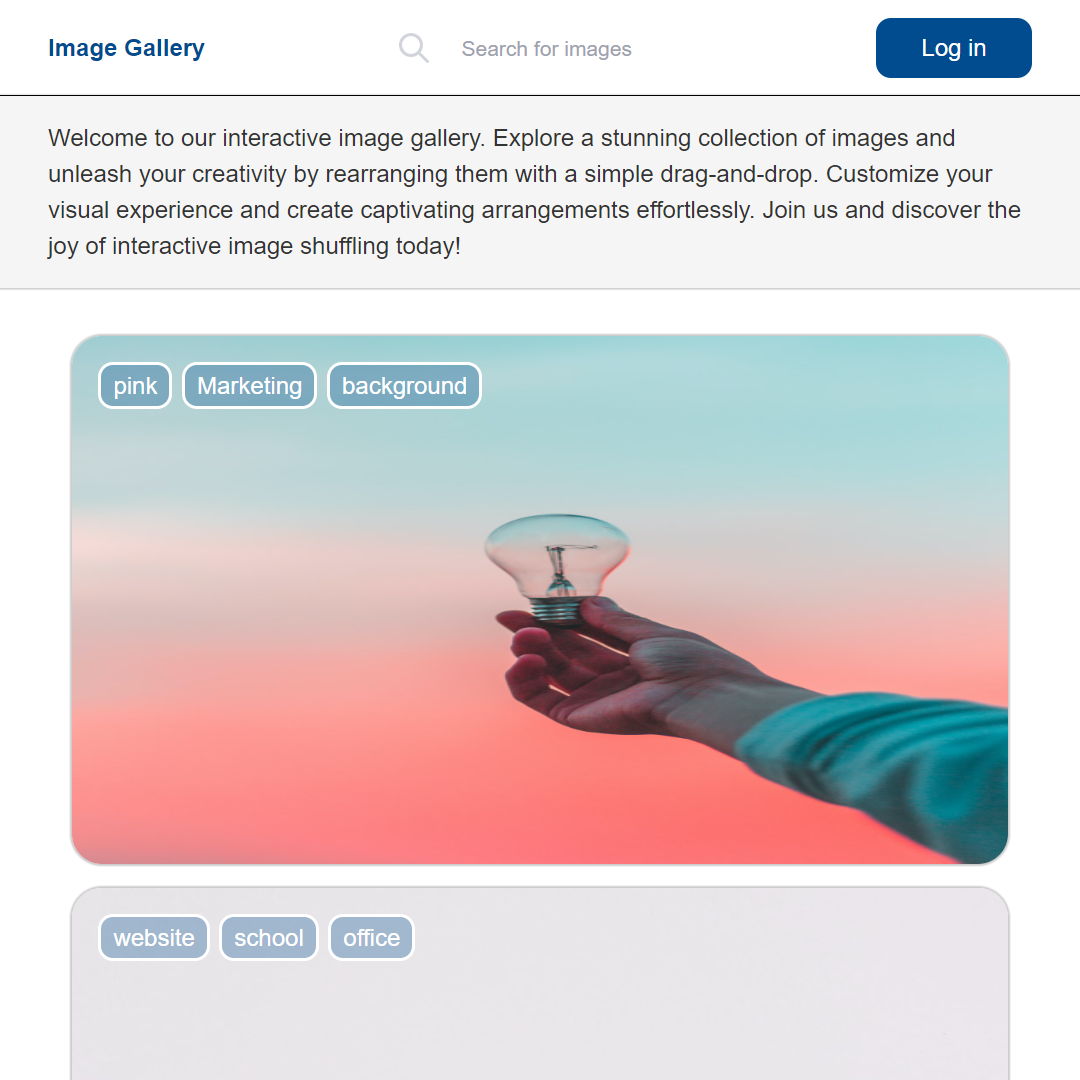 Image Gallery
Search for images
Log in
Welcome to our interactive image gallery. Explore a stunning collection of images and
unleash your creativity by rearranging them with a simple drag-and-drop. Customize your
visual experience and create captivating arrangements effortlessly. Join us and discover the
joy of interactive image shuffling today!
pink Marketing background
website school office